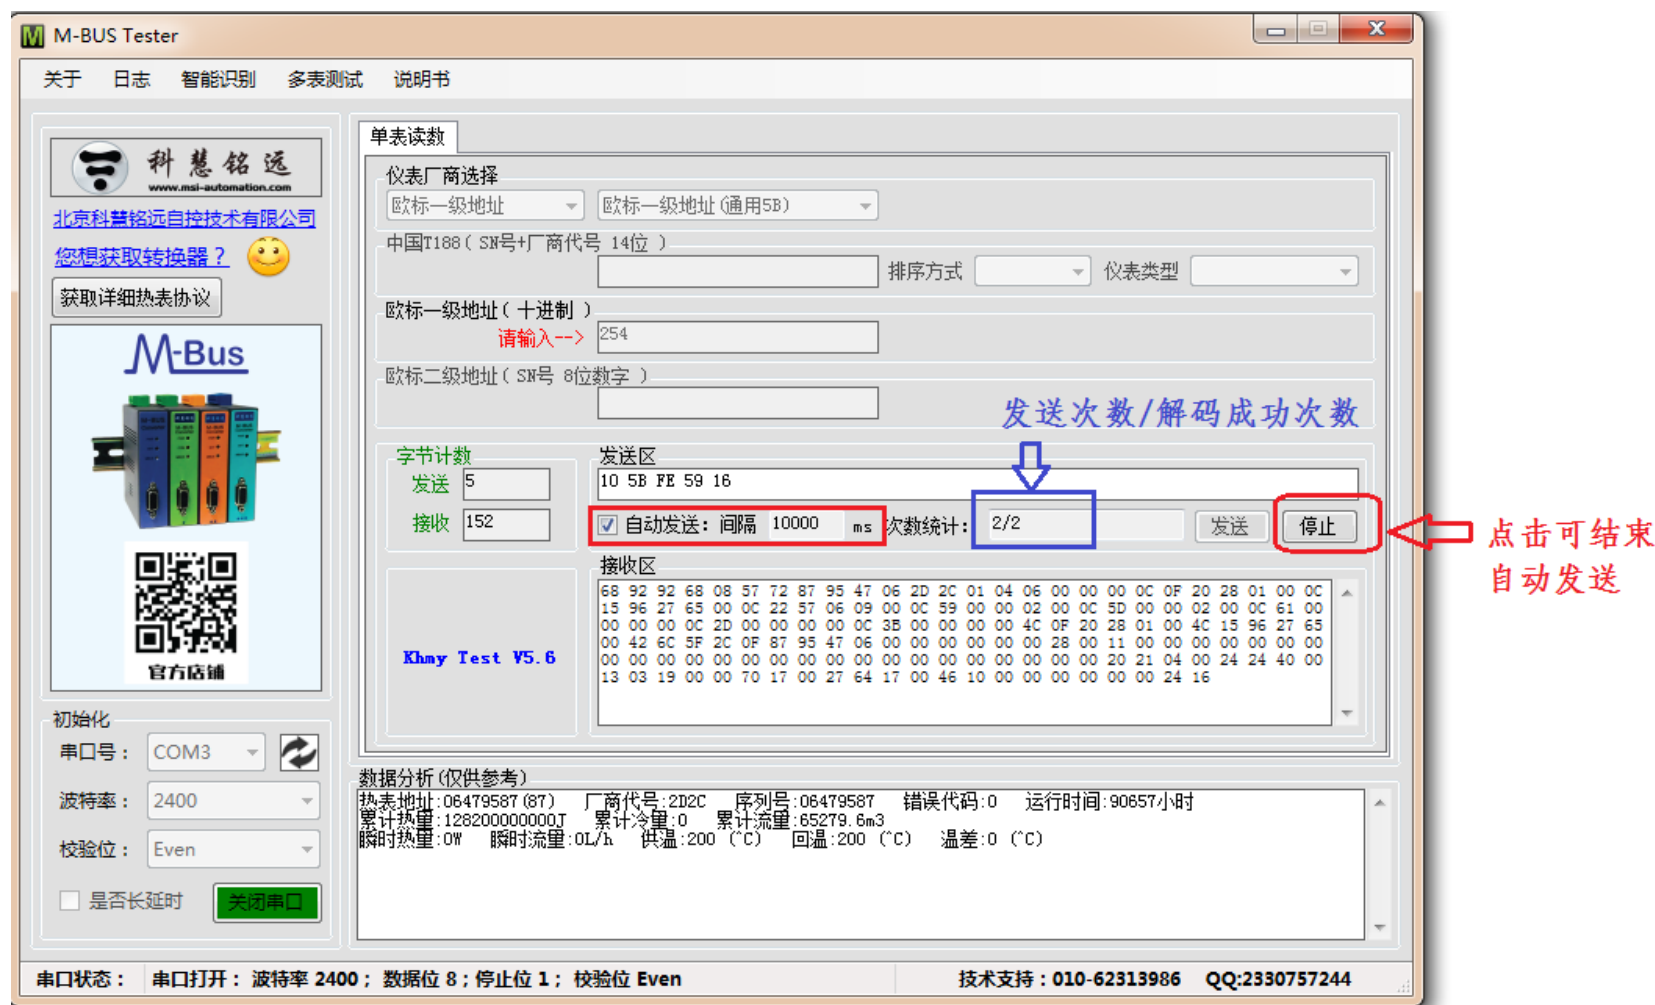 M-BUS Tester
关于 日志 智能识别 多表测试 说明书
科慧铭远
www.msi-automation.com
北京科慧铭远自控技术有限公司
您想获取转换器？
获取详细热表协议
M-Bus
官方店铺
初始化
串口号： COM3
波特率： 2400
校验位： Even
是否长延时 关闭串口
单表读数
仪表厂商选择
欧标一级地址 欧标一级地址(通用5B)
中国T188( SN号+厂商代号 14位 )
排序方式 仪表类型
欧标一级地址( 十进制 )
请输入--> 254
欧标二级地址( SN号 8位数字 )
发送次数/解码成功次数
字节计数
发送 5
接收 152
发送区
10 5B FE 59 16
自动发送：间隔 10000 ms 次数统计： 2/2 发送 停止
点击可结束
自动发送
接收区
68 92 92 68 08 57 72 87 95 47 06 2D 2C 01 04 06 00 00 00 0C 0F 20 28 01 00 0C
15 96 27 65 00 0C 22 57 06 09 00 0C 59 00 00 02 00 0C 5D 00 00 02 00 0C 61 00
00 00 00 0C 2D 00 00 00 00 0C 3B 00 00 00 00 4C 0F 20 28 01 00 4C 15 96 27 65
00 42 6C 5F 2C 0F 87 95 47 06 00 00 00 00 00 00 28 00 11 00 00 00 00 00 00 00
00 00 00 00 00 00 00 00 00 00 00 00 00 00 00 00 00 00 20 21 04 00 24 24 40 00
13 03 19 00 00 70 17 00 27 64 17 00 46 10 00 00 00 00 00 00 24 16
Khmy Test V5.6
数据分析(仅供参考)
热表地址:06479587(87) 厂商代号:2D2C 序列号:06479587 错误代码:0 运行时间:90657小时
累计热量:128200000000J 累计冷量:0 累计流量:65279.6m3
瞬时热量:0W 瞬时流量:0L/h 供温:200 (℃) 回温:200 (℃) 温差:0 (℃)
串口状态： 串口打开： 波特率 2400； 数据位 8；停止位 1； 校验位 Even 技术支持：010-62313986 QQ:2330757244